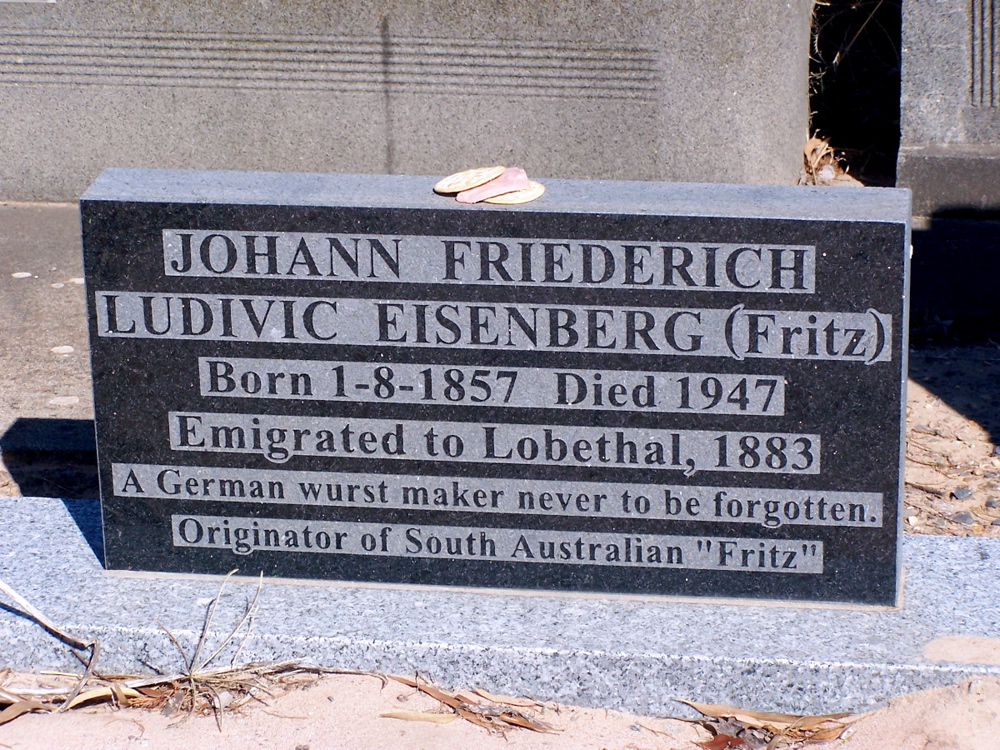 JOHANN FRIEDERICH
LUDIVIC EISENBERG (Fritz)
Born 1-8-1857 Died 1947
Emigrated to Lobethal, 1883
A German wurst maker never to be forgotten.
Originator of South Australian "Fritz"